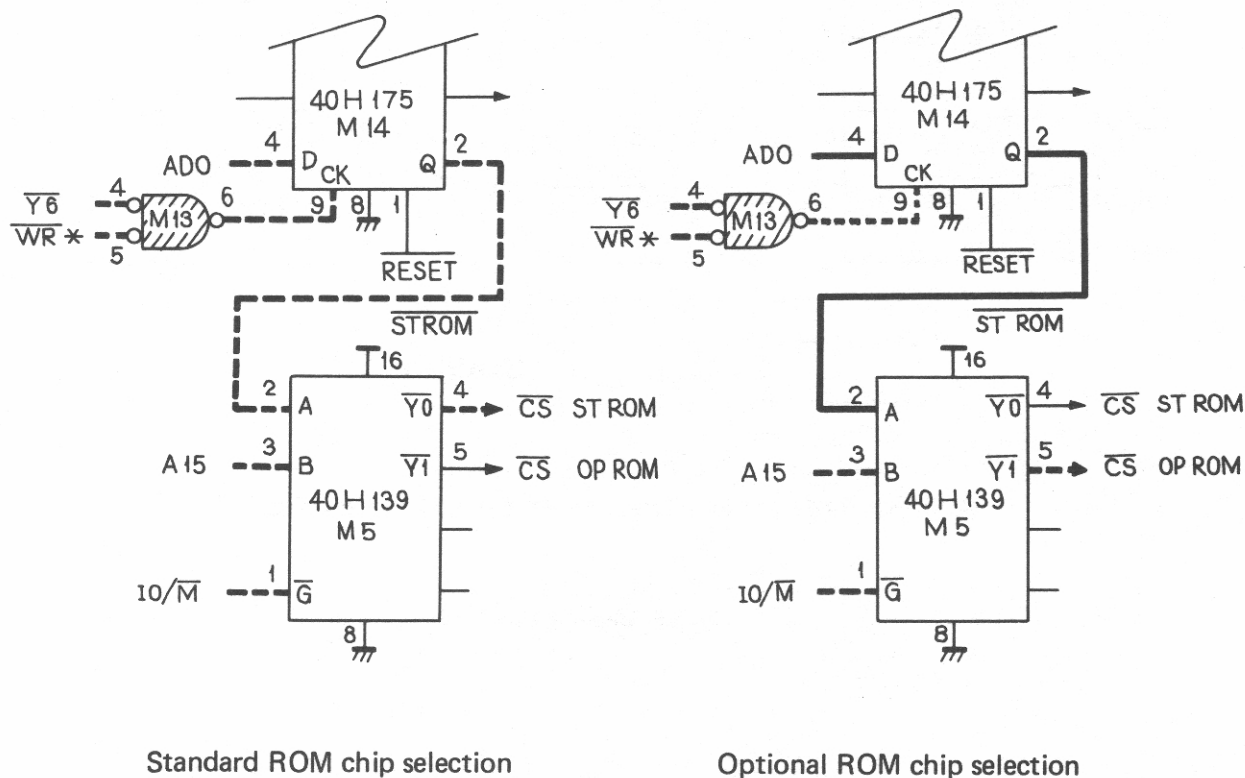 40H175
M14
4
2
ADO
D
CK
Q
4
6
Y6
M13
WR *
5
9
8
1
RESET
STROM
16
2
A
Y0
4
CS ST ROM
A15
3
B
Y1
5
CS OP ROM
40H139
M5
IO/M
1
G
8
Standard ROM chip selection
40H175
M14
4
2
ADO
D
CK
Q
4
6
Y6
M13
WR *
5
9
8
1
RESET
ST ROM
16
2
A
Y0
4
CS ST ROM
A15
3
B
Y1
5
CS OP ROM
40H139
M5
IO/M
1
G
8
Optional ROM chip selection